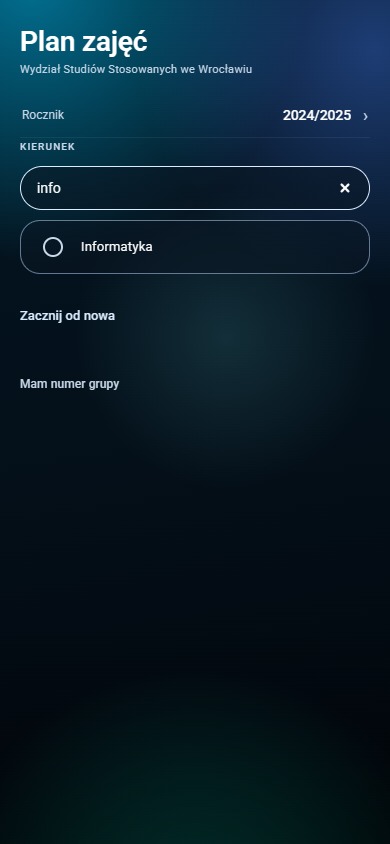 Plan zajęć
Wydział Studiów Stosowanych we Wrocławiu
Rocznik 2024/2025 ›
KIERUNEK
info ×
Informatyka
Zacznij od nowa
Mam numer grupy